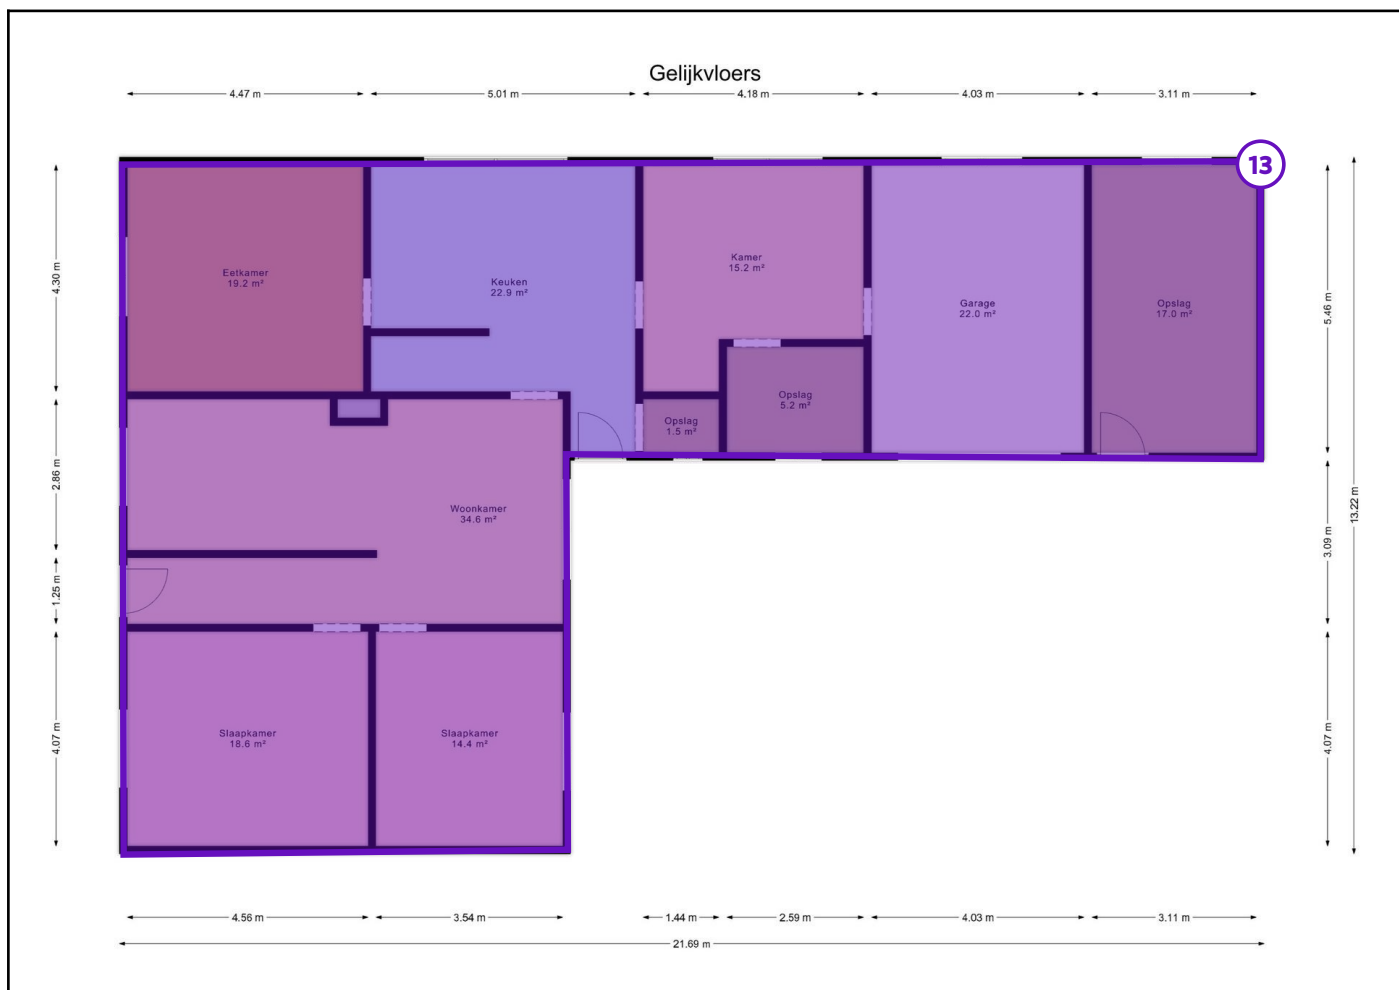 Gelijkvloers
4.47 m
5.01 m
4.18 m
4.03 m
3.11 m
13
4.30 m
2.86 m
1.25 m
4.07 m
Eetkamer
19.2 m²
Keuken
22.9 m²
Kamer
15.2 m²
Garage
22.0 m²
Opslag
17.0 m²
Opslag
5.2 m²
Opslag
1.5 m²
Woonkamer
34.6 m²
Slaapkamer
18.6 m²
Slaapkamer
14.4 m²
5.46 m
3.09 m
4.07 m
13.22 m
4.56 m
3.54 m
1.44 m
2.59 m
4.03 m
3.11 m
21.69 m